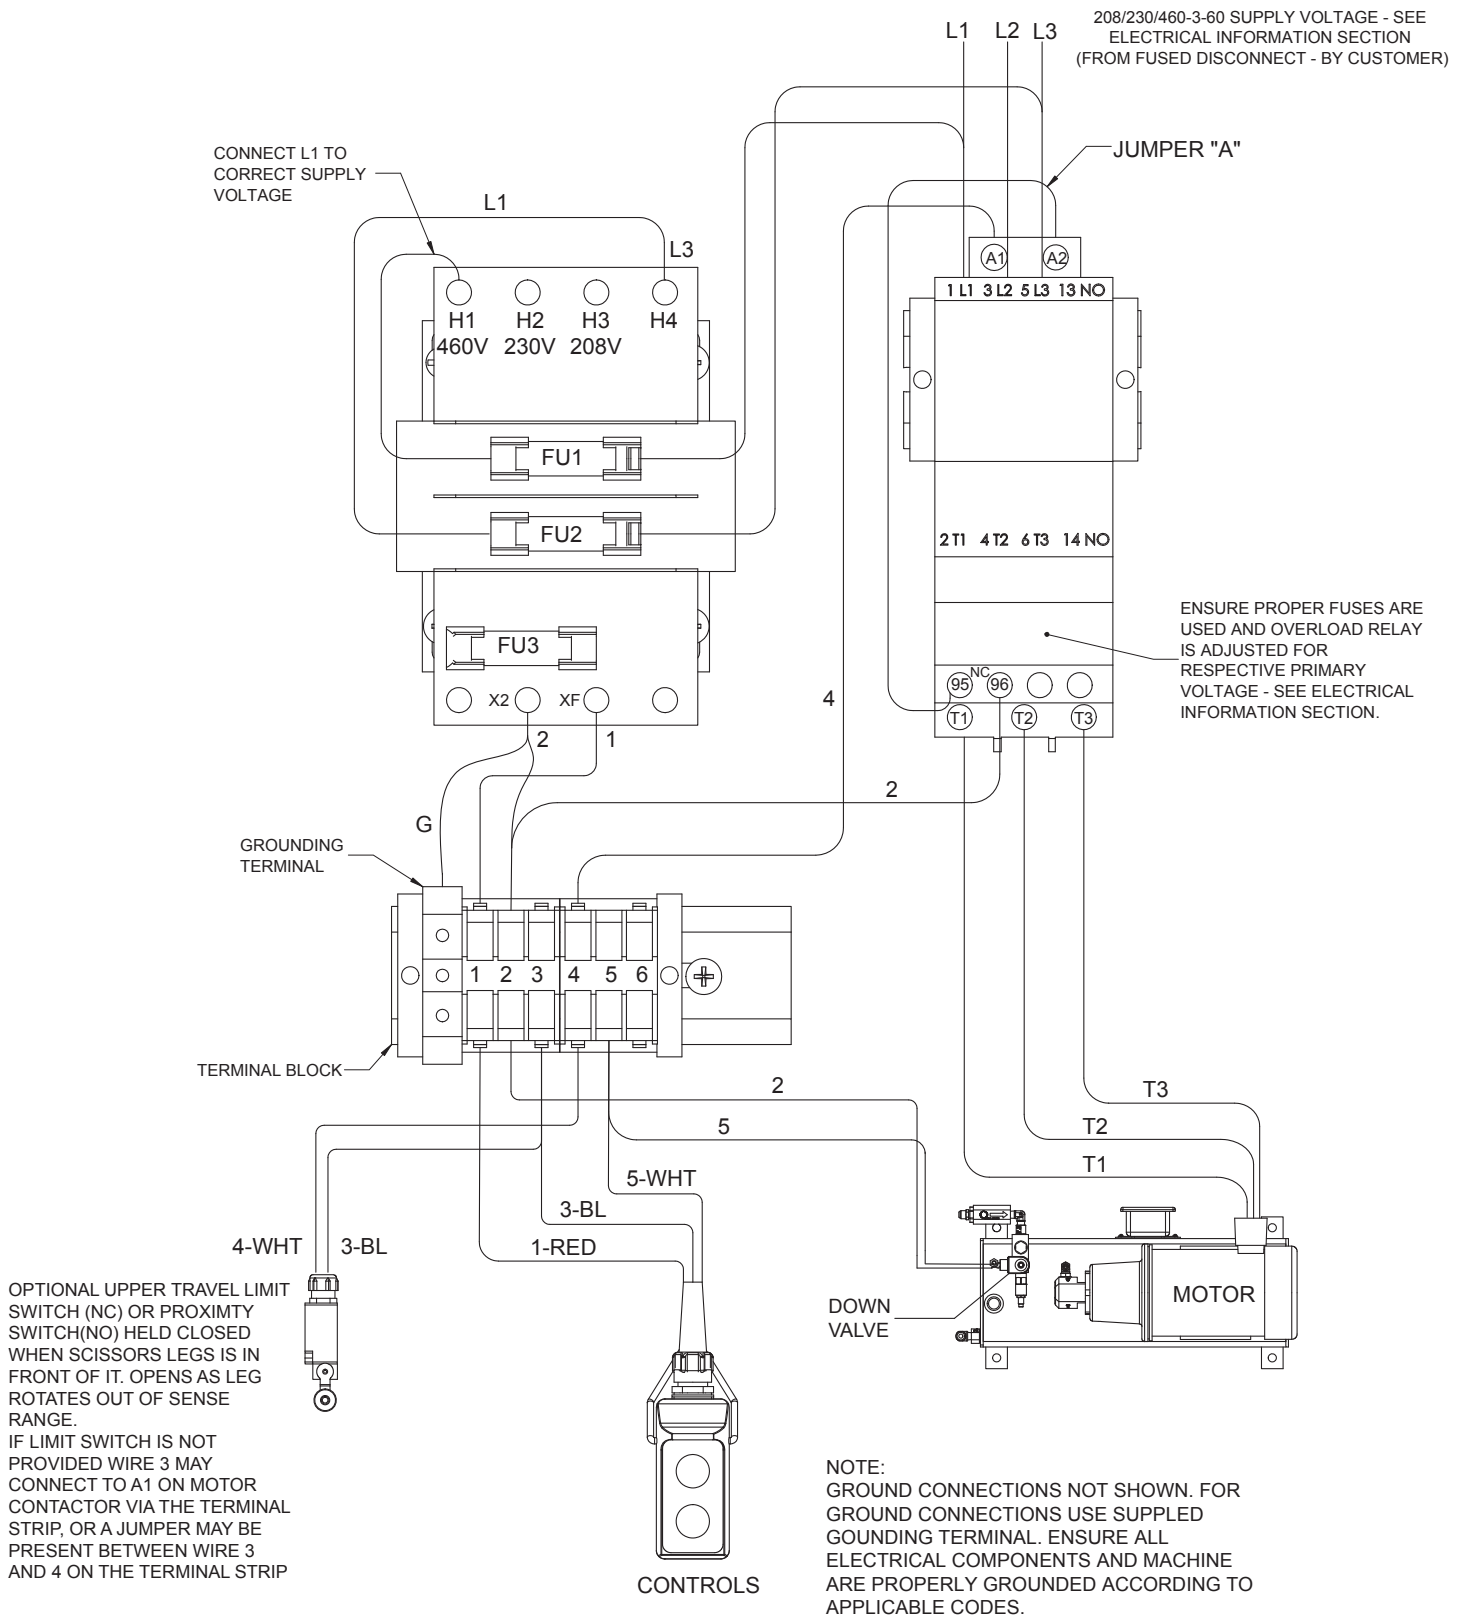 208/230/460-3-60 SUPPLY VOLTAGE - SEE
ELECTRICAL INFORMATION SECTION
(FROM FUSED DISCONNECT - BY CUSTOMER)
L1 L2 L3
JUMPER "A"
CONNECT L1 TO
CORRECT SUPPLY
VOLTAGE
L1
L3
A1 A2
1 L1 3 L2 5 L3 13 NO
H1 H2 H3 H4
460V 230V 208V
FU1
FU2
2 T1 4 T2 6 T3 14 NO
ENSURE PROPER FUSES ARE
USED AND OVERLOAD RELAY
IS ADJUSTED FOR
RESPECTIVE PRIMARY
VOLTAGE - SEE ELECTRICAL
INFORMATION SECTION.
FU3
NC
95 96
X2 XF
4
T1 T2 T3
2 1
2
G
GROUNDING
TERMINAL
1 2 3 4 5 6
TERMINAL BLOCK
2
T3
5
T2
T1
5-WHT
3-BL
1-RED
4-WHT 3-BL
OPTIONAL UPPER TRAVEL LIMIT
SWITCH (NC) OR PROXIMTY
SWITCH(NO) HELD CLOSED
WHEN SCISSORS LEGS IS IN
FRONT OF IT. OPENS AS LEG
ROTATES OUT OF SENSE
RANGE.
IF LIMIT SWITCH IS NOT
PROVIDED WIRE 3 MAY
CONNECT TO A1 ON MOTOR
CONTACTOR VIA THE TERMINAL
STRIP, OR A JUMPER MAY BE
PRESENT BETWEEN WIRE 3
AND 4 ON THE TERMINAL STRIP
DOWN
VALVE
MOTOR
CONTROLS
NOTE:
GROUND CONNECTIONS NOT SHOWN. FOR
GROUND CONNECTIONS USE SUPPLED
GOUNDING TERMINAL. ENSURE ALL
ELECTRICAL COMPONENTS AND MACHINE
ARE PROPERLY GROUNDED ACCORDING TO
APPLICABLE CODES.